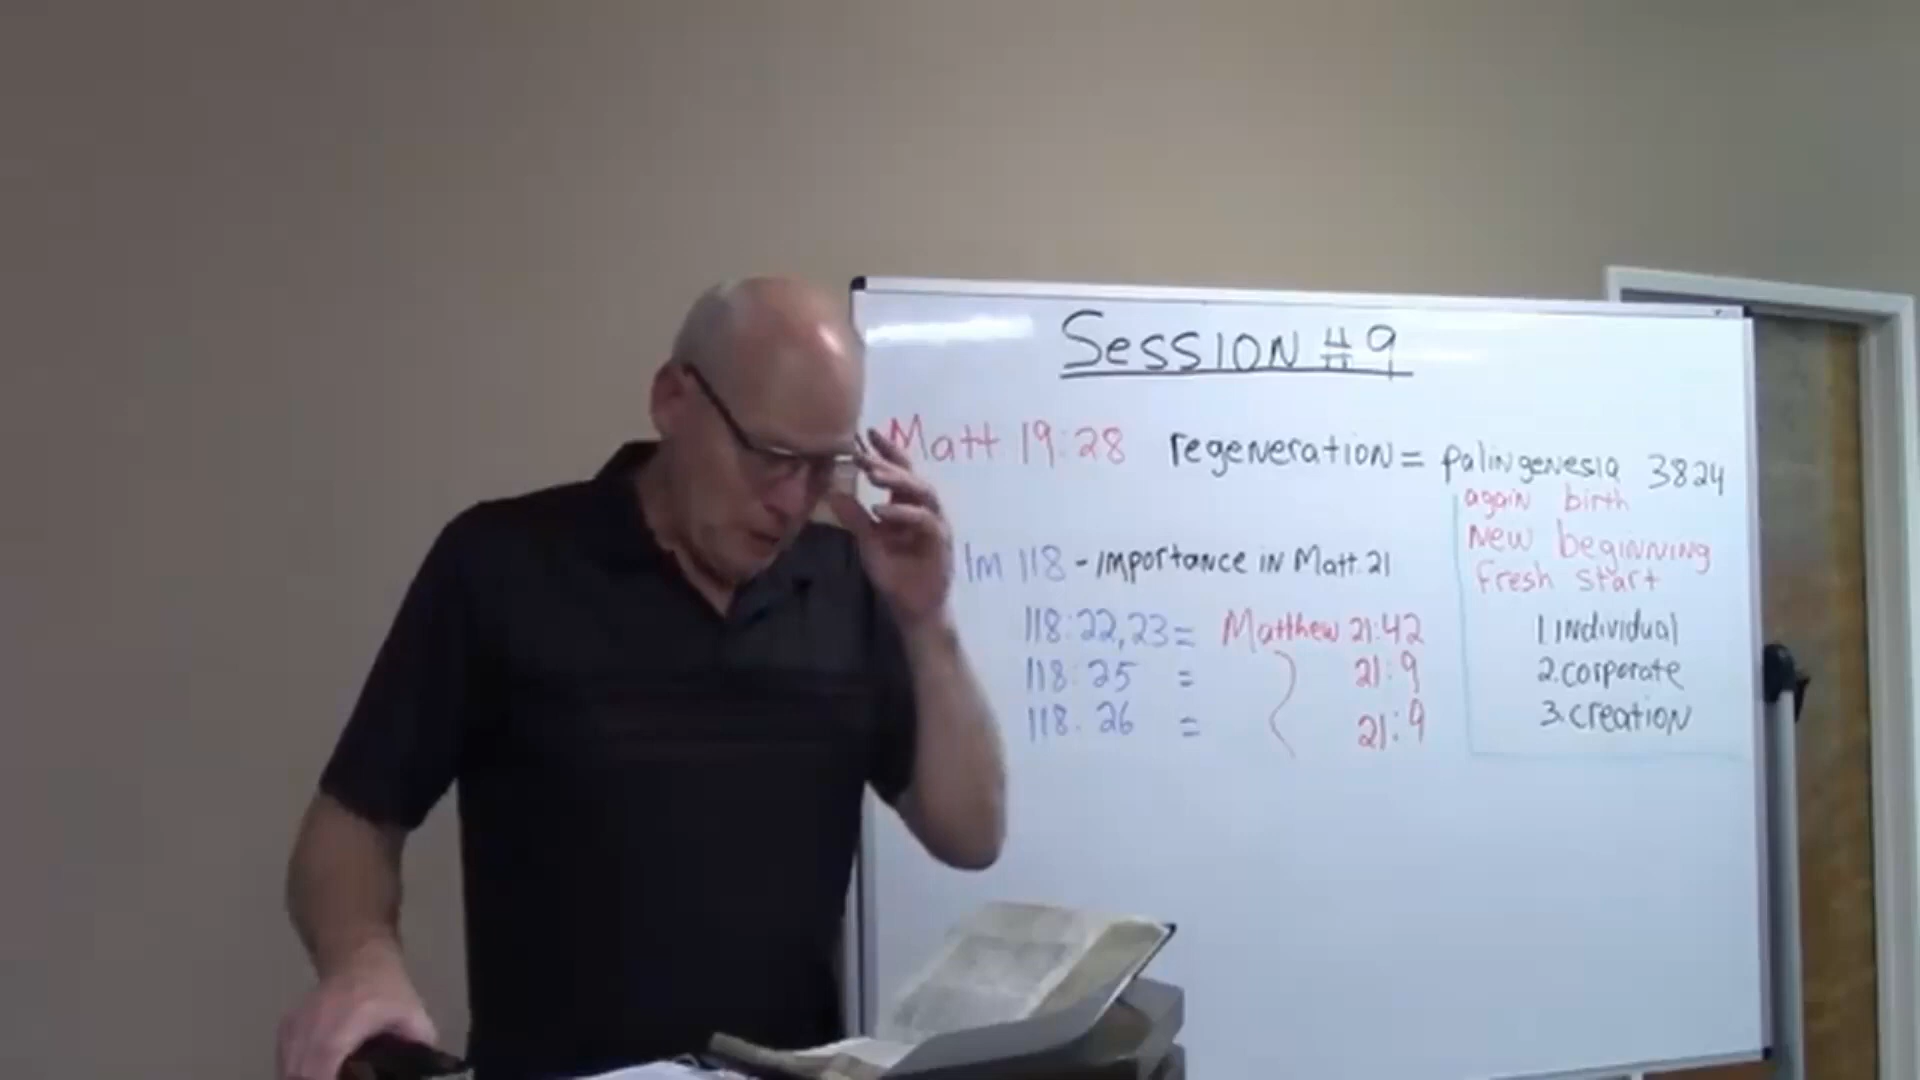 Session #9
Matt 19:28 regeneration = palingenesia 3824
again birth
New beginning
fresh start
1. individual
2. corporate
3. creation
lm 118 - importance in Matt. 21
118:22,23 = Matthew 21:42
118:25 = 21:9
118:26 = 21:9